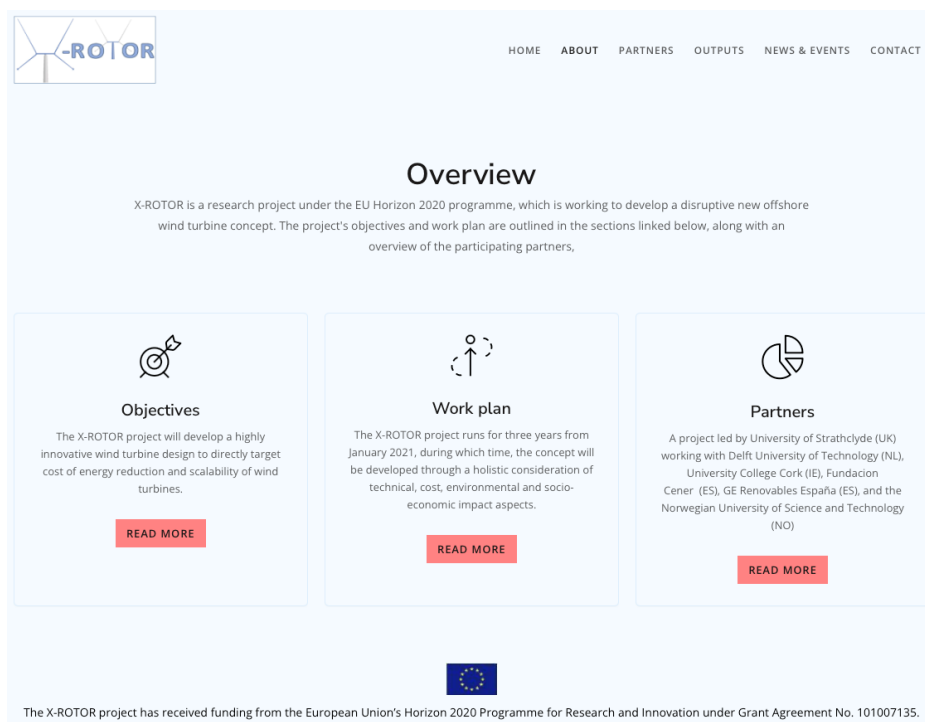 -ROTOR
HOME ABOUT PARTNERS OUTPUTS NEWS & EVENTS CONTACT
Overview
X-ROTOR is a research project under the EU Horizon 2020 programme, which is working to develop a disruptive new offshore
wind turbine concept. The project's objectives and work plan are outlined in the sections linked below, along with an
overview of the participating partners,
Objectives
The X-ROTOR project will develop a highly
innovative wind turbine design to directly target
cost of energy reduction and scalability of wind
turbines.
READ MORE
Work plan
The X-ROTOR project runs for three years from
January 2021, during which time, the concept will
be developed through a holistic consideration of
technical, cost, environmental and socio-
economic impact aspects.
READ MORE
Partners
A project led by University of Strathclyde (UK)
working with Delft University of Technology (NL),
University College Cork (IE), Fundacion
Cener (ES), GE Renovables España (ES), and the
Norwegian University of Science and Technology
(NO)
READ MORE
The X-ROTOR project has received funding from the European Union’s Horizon 2020 Programme for Research and Innovation under Grant Agreement No. 101007135.